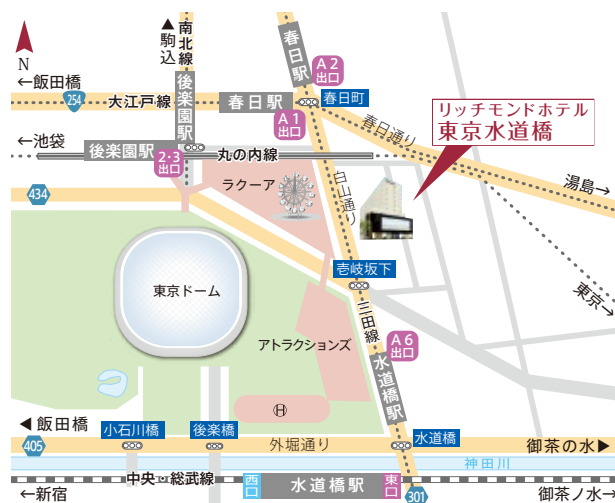 N
▲駒込
南北線
後楽園駅
春日駅
A2
出口
←飯田橋
254
大江戸線
春日駅
A1
出口
春日町
リッチモンドホテル
東京水道橋
春日通り
湯島→
←池袋
後楽園駅
2・3
出口
丸の内線
434
ラクーア
白山通り
東京→
東京ドーム
壱岐坂下
三田線
A6
出口
アトラクションズ
水道橋駅
H
◀飯田橋
405
小石川橋
後楽橋
外堀通り
水道橋
御茶の水▶
神田川
←新宿
中央・総武線
西口
水道橋駅
東口
301
御茶ノ水→